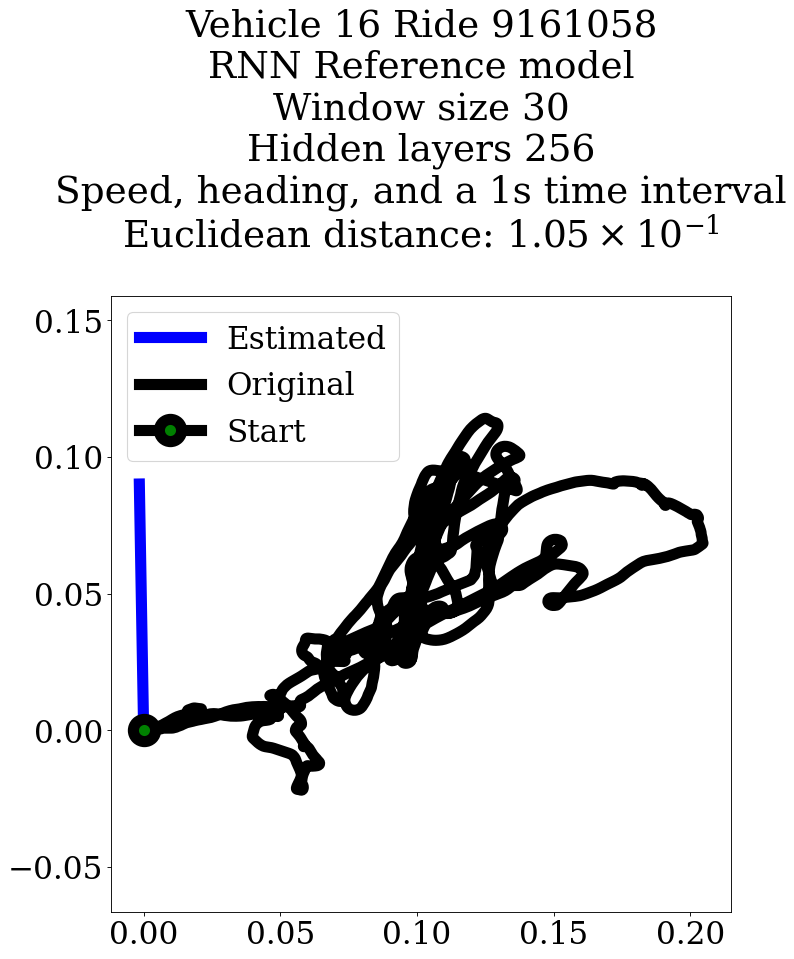 Vehicle 16 Ride 9161058
RNN Reference model
Window size 30
Hidden layers 256
Speed, heading, and a 1s time interval
Euclidean distance: 1.05 × 10⁻¹
Estimated
Original
Start
0.15
0.10
0.05
0.00
−0.05
0.00 0.05 0.10 0.15 0.20